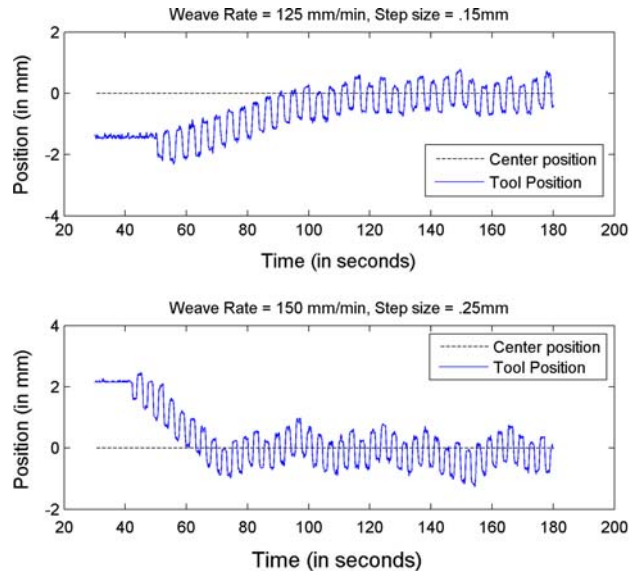 Weave Rate = 125 mm/min, Step size = .15mm
Position (in mm)
2
0
-2
-4
Center position
Tool Position
20 40 60 80 100 120 140 160 180 200
Time (in seconds)
Weave Rate = 150 mm/min, Step size = .25mm
Position (in mm)
4
2
0
-2
Center position
Tool Position
20 40 60 80 100 120 140 160 180 200
Time (in seconds)